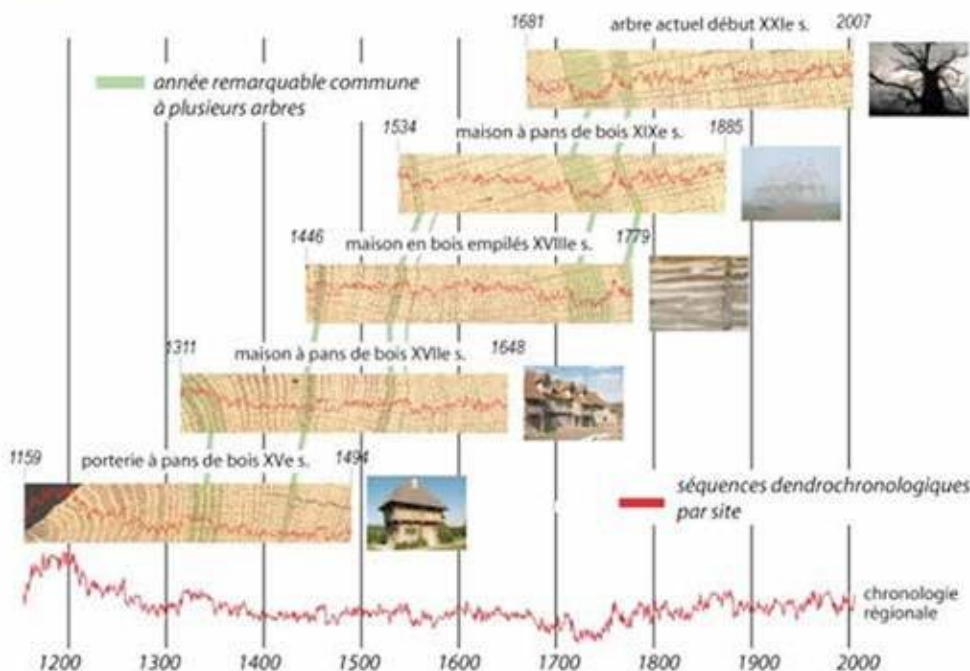 1681 arbre actuel début XXIe s. 2007
année remarquable commune
à plusieurs arbres
1534 maison à pans de bois XIXe s. 1885
1446 maison en bois empilés XVIIIe s. 1779
1311 maison à pans de bois XVIIe s. 1648
1159 porterie à pans de bois XVe s. 1494
séquences dendrochronologiques
par site
chronologie
régionale
1200 1300 1400 1500 1600 1700 1800 1900 2000